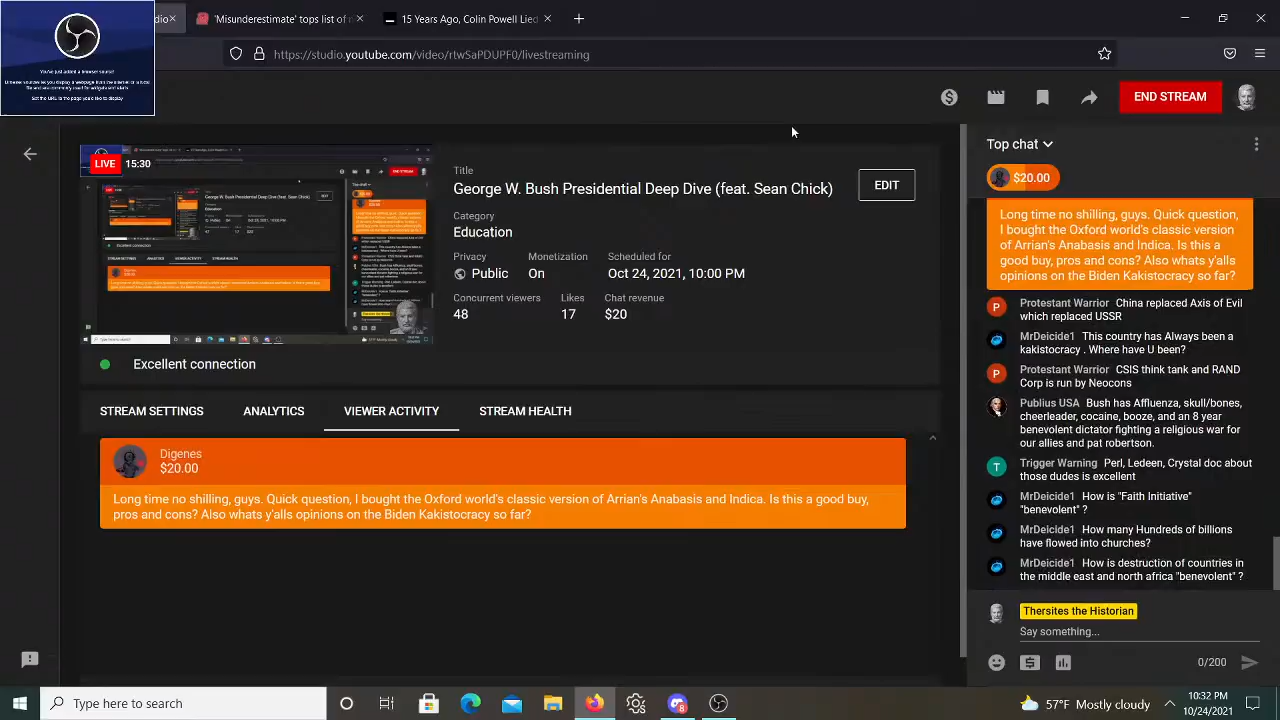 'Misunderstimate' tops list of
15 Years Ago, Colin Powell Led
You've just added a browser source!
https://studio.youtube.com/video/rtwSaPDUPF0/livestreaming
END STREAM
LIVE 15:30
Title
George W. Bush Presidential Deep Dive (feat. Sean Chick)
EDIT
Category
Education
Privacy
Public
On
Oct 24, 2021, 10:00 PM
Concurrent viewers
Likes
Chat revenue
48
17
$20
Excellent connection
STREAM SETTINGS
ANALYTICS
VIEWER ACTIVITY
STREAM HEALTH
Digenes
$20.00
Long time no shilling, guys. Quick question, I bought the Oxford world's classic version of Arrian's Anabasis and Indica. Is this a good buy,
pros and cons? Also whats y'alls opinions on the Biden Kakistocracy so far?
Top chat
$20.00
Long time no shilling, guys. Quick question,
I bought the Oxford world's classic version
of Arrian's Anabasis and Indica. Is this a
good buy, pros and cons? Also whats y'alls
opinions on the Biden Kakistocracy so far?
P
Protestant Warrior China replaced Axis of Evil
which replaced USSR
MrDeicide1 This country has Always been a
kakistocracy . Where have U been?
P
Protestant Warrior CSIS think tank and RAND
Corp is run by Neocons
Publius USA Bush has Affluenza, skull/bones,
cheerleader, cocaine, booze, and an 8 year
benevolent dictator fighting a religious war for
our allies and pat robertson.
T
Trigger Warning Perl, Ledeen, Crystal doc about
those dudes is excellent
MrDeicide1 How is "Faith Initiative"
"benevolent" ?
MrDeicide1 How many Hundreds of billions
have flowed into churches?
MrDeicide1 How is destruction of countries in
the middle east and north africa "benevolent" ?
Thersites the Historian
Say something...
0/200
Type here to search
8
57°F Mostly cloudy
10:32 PM
10/24/2021